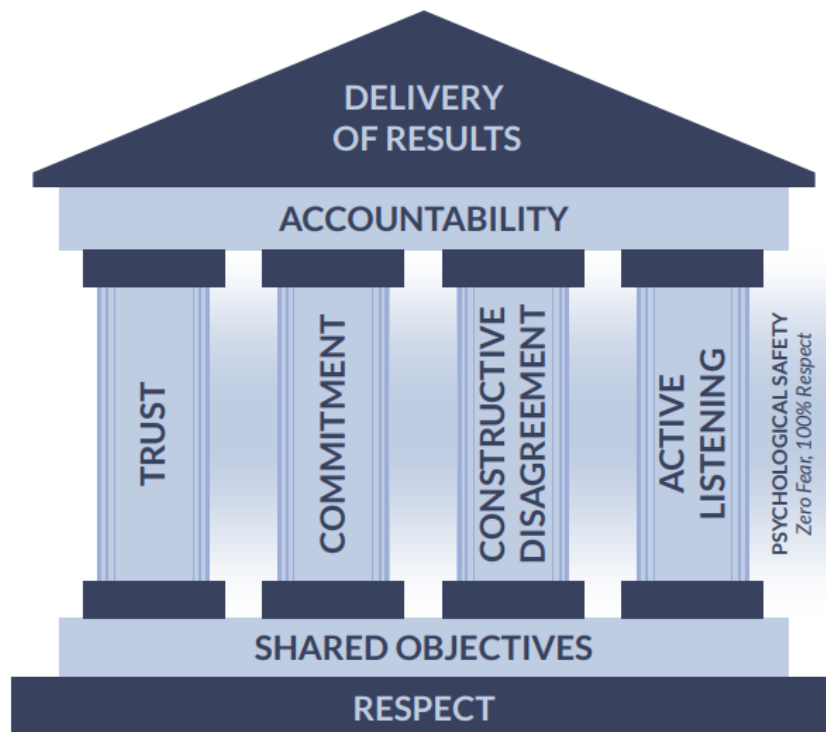 DELIVERY
OF RESULTS
ACCOUNTABILITY
TRUST
COMMITMENT
CONSTRUCTIVE
DISAGREEMENT
ACTIVE
LISTENING
PSYCHOLOGICAL SAFETY
Zero Fear, 100% Respect
SHARED OBJECTIVES
RESPECT